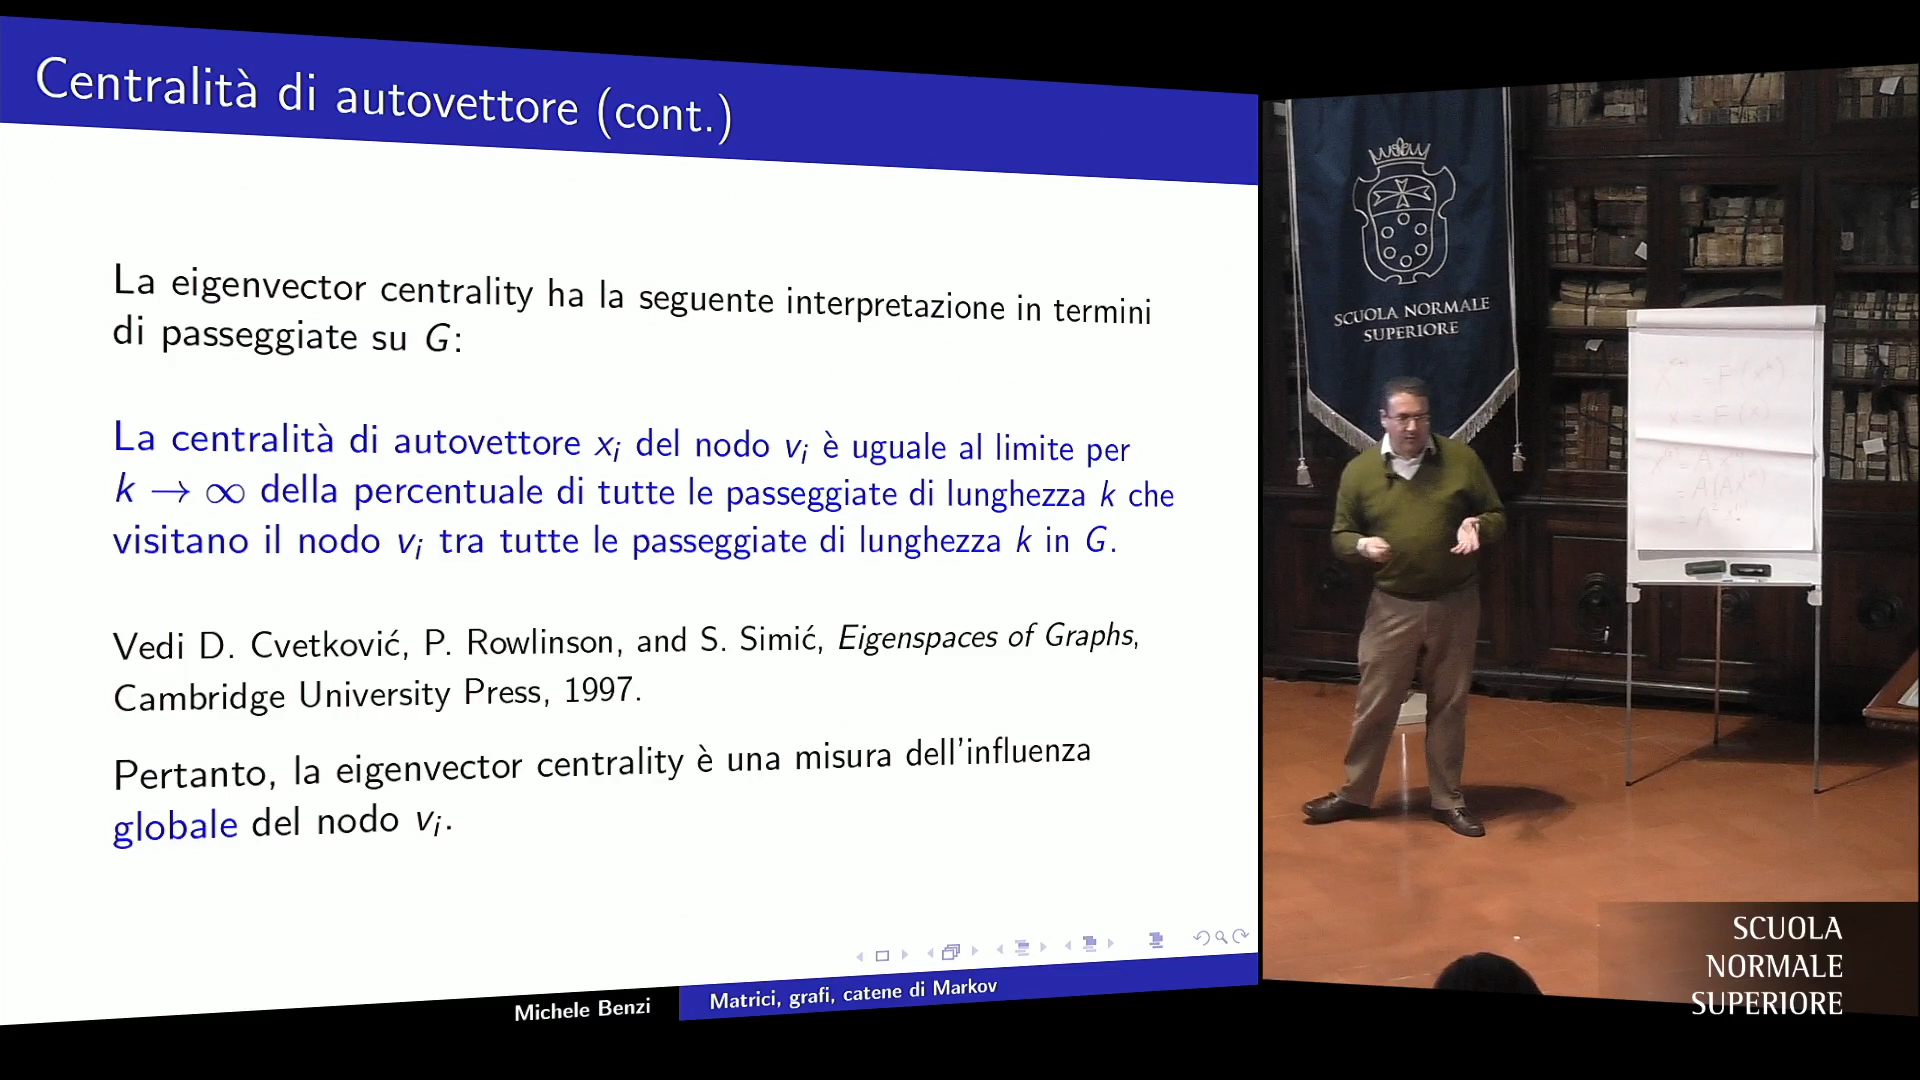 Centralità di autovettore (cont.)
La eigenvector centrality ha la seguente interpretazione in termini
di passeggiate su G:
La centralità di autovettore xᵢ del nodo vᵢ è uguale al limite per
k → ∞ della percentuale di tutte le passeggiate di lunghezza k che
visitano il nodo vᵢ tra tutte le passeggiate di lunghezza k in G.
Vedi D. Cvetković, P. Rowlinson, and S. Simić, Eigenspaces of Graphs,
Cambridge University Press, 1997.
Pertanto, la eigenvector centrality è una misura dell'influenza
globale del nodo vᵢ.
Michele Benzi
Matrici, grafi, catene di Markov
SCUOLA NORMALE
SUPERIORE
x = F(x)
SCUOLA
NORMALE
SUPERIORE